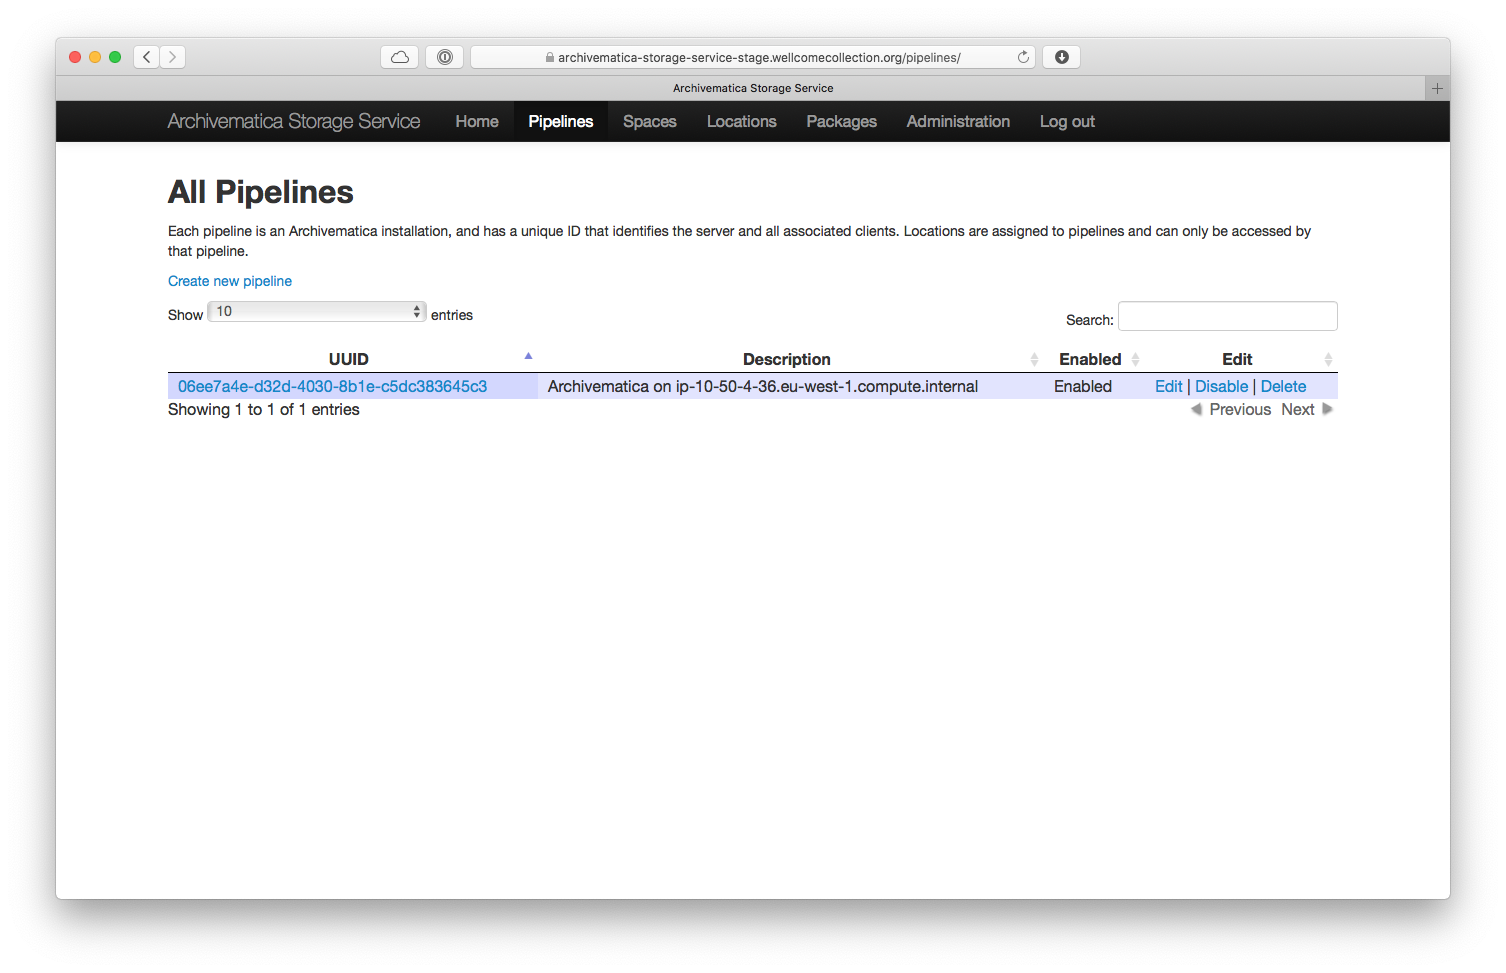 archivematica-storage-service-stage.wellcomecollection.org/pipelines/
Archivematica Storage Service
Archivematica Storage Service Home Pipelines Spaces Locations Packages Administration Log out
All Pipelines
Each pipeline is an Archivematica installation, and has a unique ID that identifies the server and all associated clients. Locations are assigned to pipelines and can only be accessed by
that pipeline.
Create new pipeline
Show 10 entries Search:
UUID Description Enabled Edit
06ee7a4e-d32d-4030-8b1e-c5dc383645c3 Archivematica on ip-10-50-4-36.eu-west-1.compute.internal Enabled Edit | Disable | Delete
Showing 1 to 1 of 1 entries Previous Next